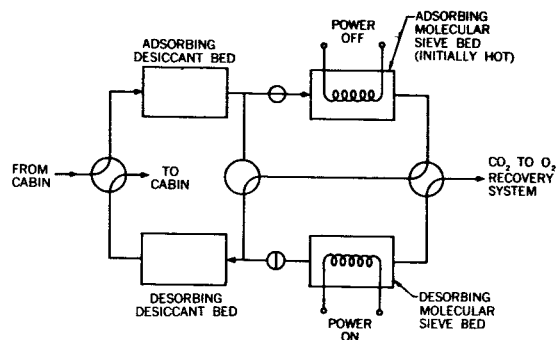 POWER
OFF
ADSORBING
MOLECULAR
SIEVE BED
(INITIALLY HOT)
ADSORBING
DESICCANT BED
FROM
CABIN
TO
CABIN
CO₂ TO O₂
RECOVERY
SYSTEM
DESORBING
DESICCANT BED
POWER
ON
DESORBING
MOLECULAR
SIEVE BED